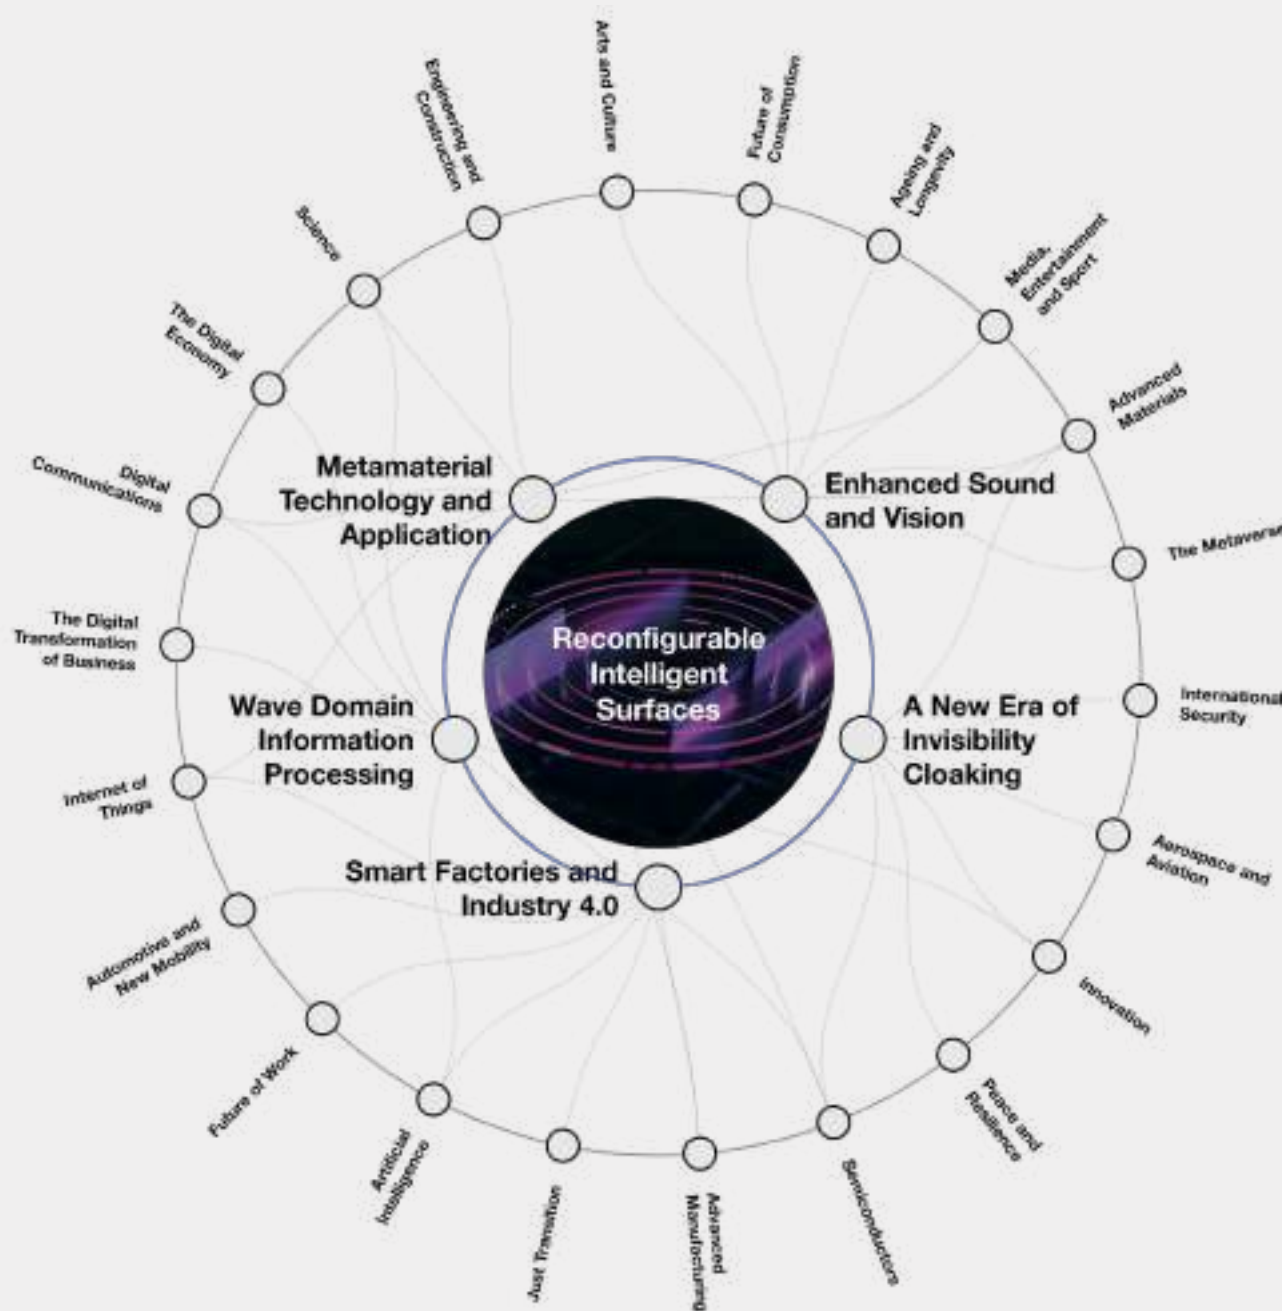 Arts and Culture
Future of
Consumption
Ageing and
Longevity
Media,
Entertainment
and Sport
Advanced
Materials
The Metaverse
International
Security
Aerospace and
Aviation
Innovation
Peace and
Resilience
Semiconductors
Advanced
Manufacturing
Just Transition
Artificial
Intelligence
Future of Work
Automotive and
New Mobility
Internet of
Things
The Digital
Transformation
of Business
Digital
Communications
The Digital
Economy
Science
Engineering and
Construction
Metamaterial
Technology and
Application
Enhanced Sound
and Vision
A New Era of
Invisibility
Cloaking
Smart Factories and
Industry 4.0
Wave Domain
Information
Processing
Reconfigurable
Intelligent
Surfaces